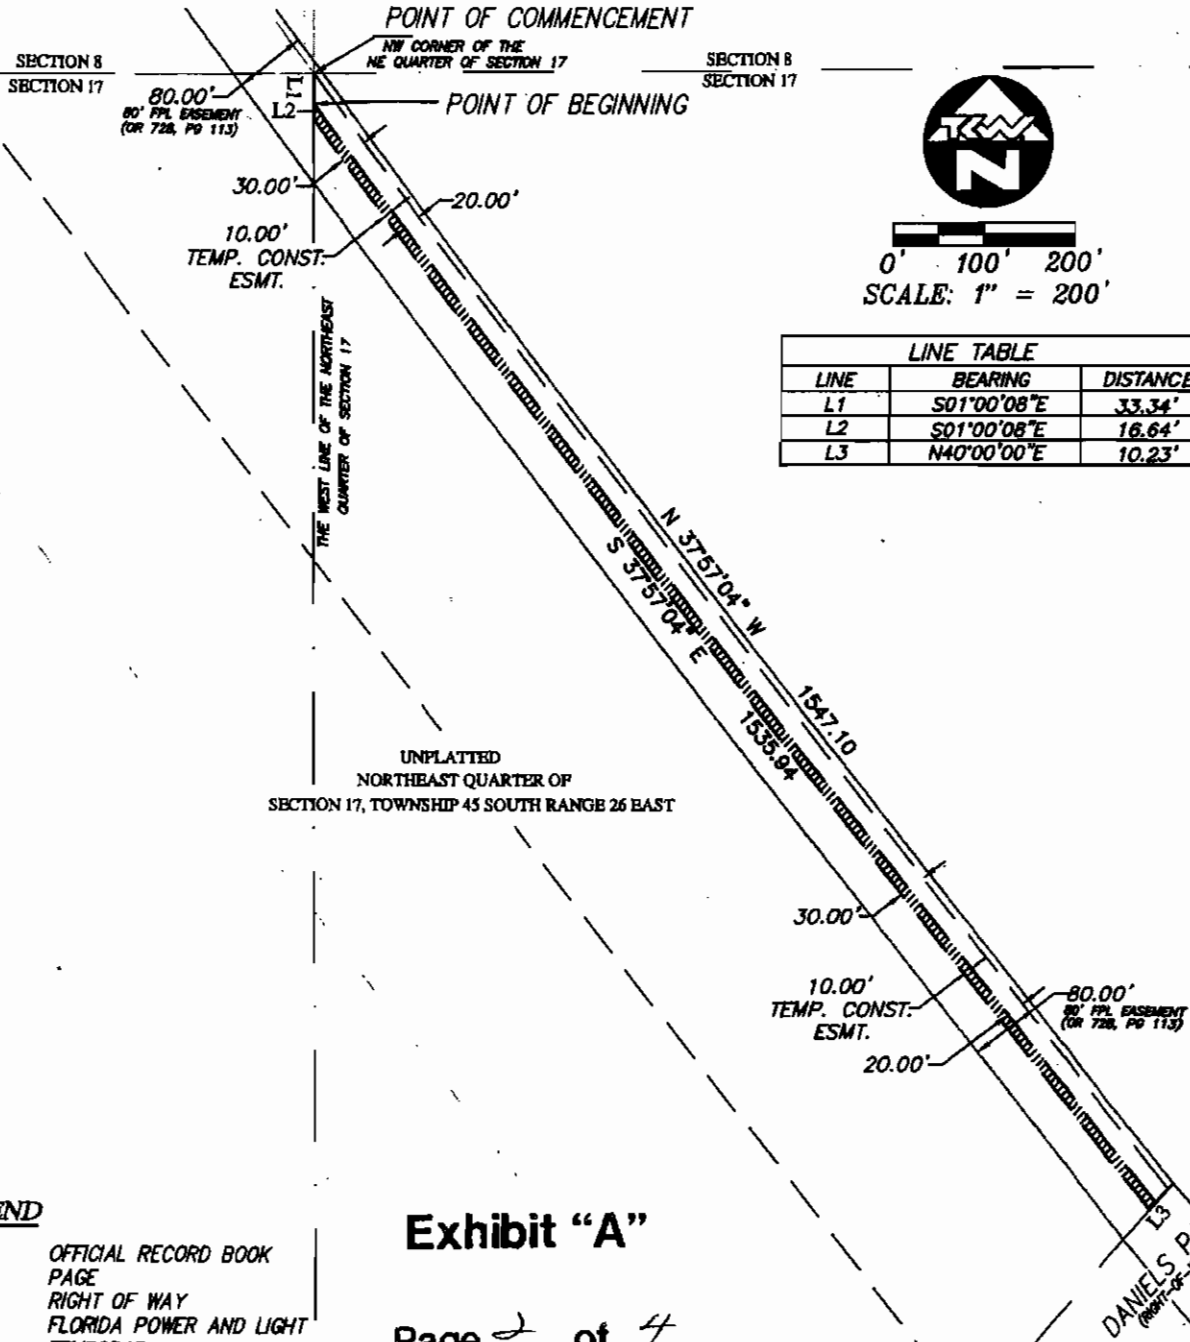 POINT OF COMMENCEMENT
NW CORNER OF THE
NE QUARTER OF SECTION 17
SECTION 8
SECTION 17
SECTION 8
SECTION 17
80.00'
80' FPL EASEMENT
(OR 728, PG 113)
L1
L2
POINT OF BEGINNING
30.00'
20.00'
10.00'
TEMP. CONST.
ESMT.
N
0' 100' 200'
SCALE: 1" = 200'
THE WEST LINE OF THE NORTHEAST
QUARTER OF SECTION 17
LINE TABLE
LINE BEARING DISTANCE
L1 S01°00'08"E 33.34'
L2 S01°00'08"E 16.64'
L3 N40°00'00"E 10.23'
N 37°57'04" W
S 37°57'04" E
1547.10
1535.94
UNPLATTED
NORTHEAST QUARTER OF
SECTION 17, TOWNSHIP 45 SOUTH RANGE 26 EAST
30.00'
10.00'
TEMP. CONST.
ESMT.
80.00'
80' FPL EASEMENT
(OR 728, PG 113)
20.00'
L3
DANIELS P
(RIGHT-OF-
END
OFFICIAL RECORD BOOK
PAGE
RIGHT OF WAY
FLORIDA POWER AND LIGHT
Exhibit “A”
Page 2 of 4